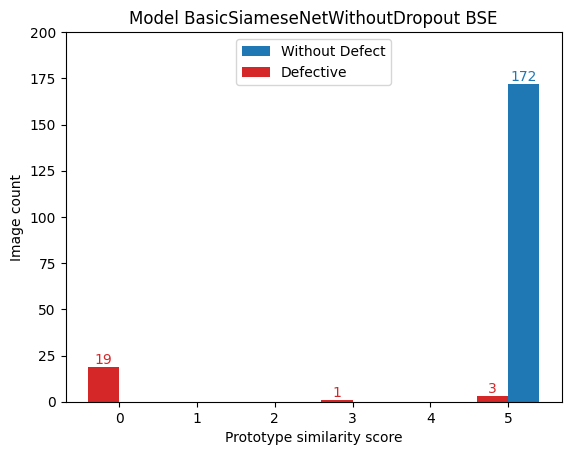 Model BasicSiameseNetWithoutDropout BSE
Without Defect
Defective
Image count
200
175
150
125
100
75
50
25
0
172
19
1
3
0 1 2 3 4 5
Prototype similarity score